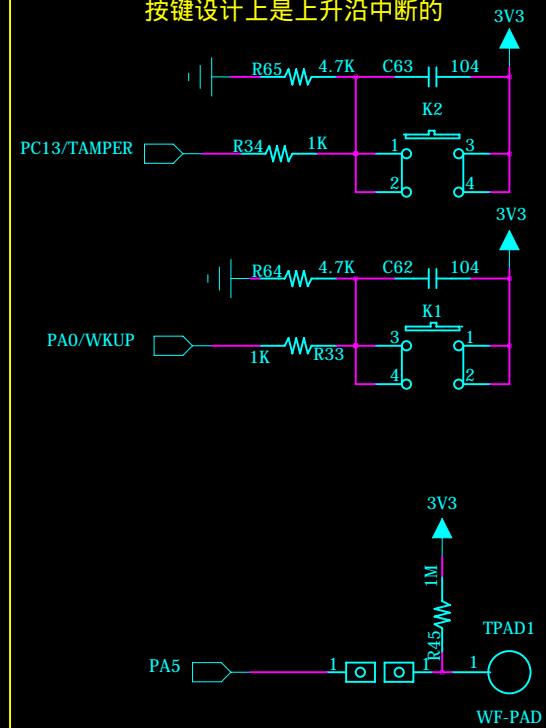 按键设计上是上升沿中断的
3V3
R65 4.7K C63 104
K2
PC13/TAMPER R34 1K 1 3
2 4
3V3
R64 4.7K C62 104
K1
PA0/WKUP 1K R33 3 1
4 2
3V3
1M
R45
TPAD1
PA5 1 1 1
WF-PAD